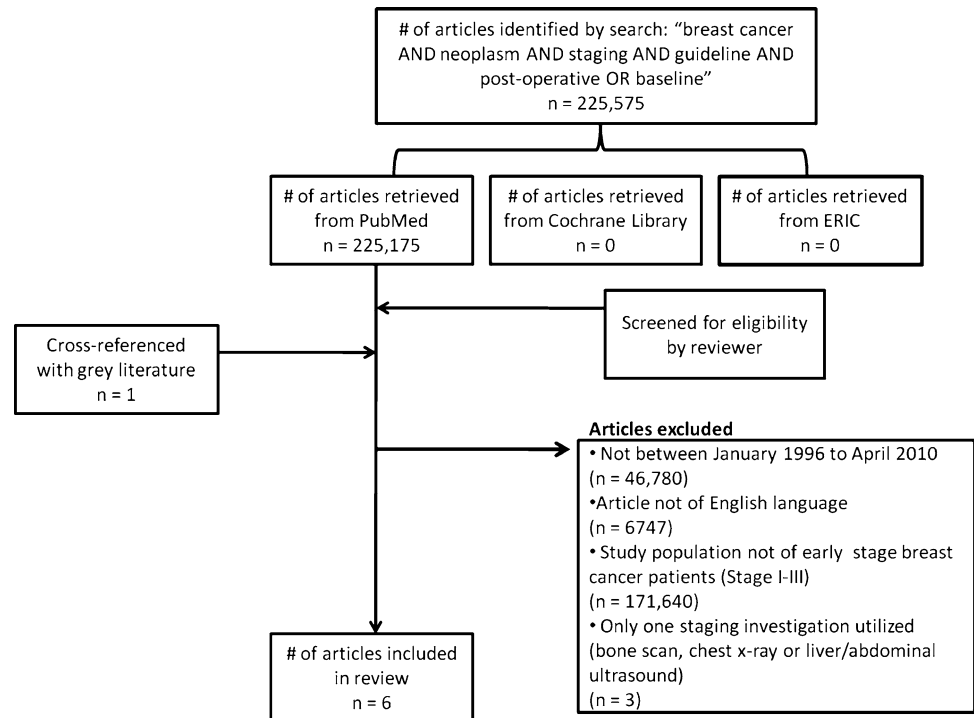 # of articles identified by search: “breast cancer
AND neoplasm AND staging AND guideline AND
post-operative OR baseline”
n = 225,575
# of articles retrieved
from PubMed
n = 225,175
# of articles retrieved
from Cochrane Library
n = 0
# of articles retrieved
from ERIC
n = 0
Screened for eligibility
by reviewer
Cross-referenced
with grey literature
n = 1
Articles excluded
• Not between January 1996 to April 2010
(n = 46,780)
•Article not of English language
(n = 6747)
• Study population not of early stage breast
cancer patients (Stage I-III)
(n = 171,640)
• Only one staging investigation utilized
(bone scan, chest x-ray or liver/abdominal
ultrasound)
(n = 3)
# of articles included
in review
n = 6